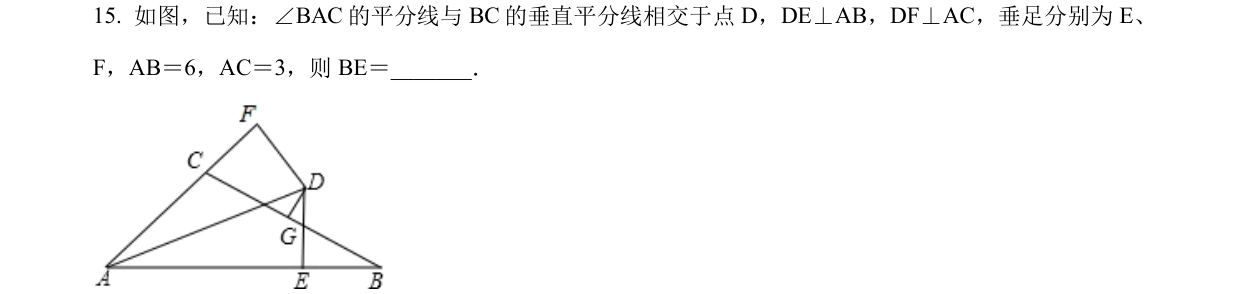 15. 如图，已知：∠BAC 的平分线与 BC 的垂直平分线相交于点 D，DE⊥AB，DF⊥AC，垂足分别为 E、
F，AB＝6，AC＝3，则 BE＝_______．
F
C
D
G
A
E
B